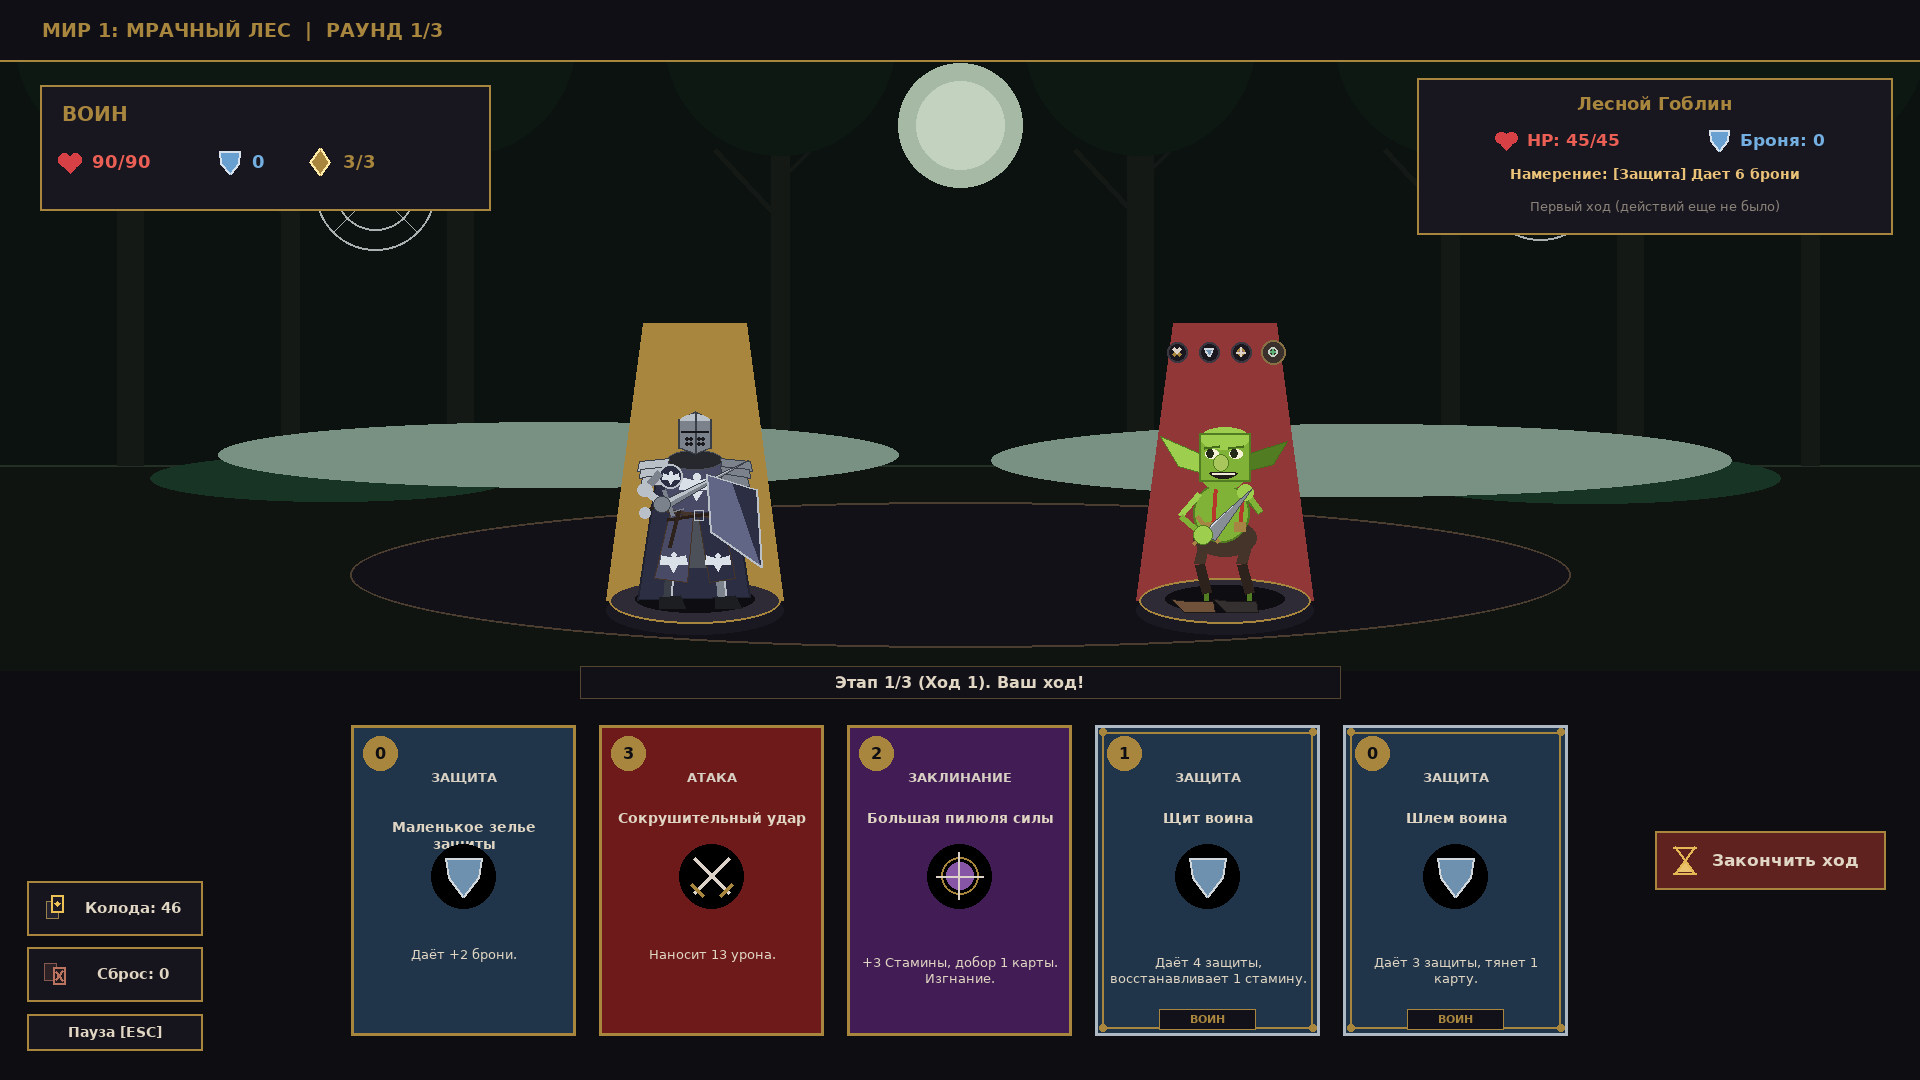 МИР 1: МРАЧНЫЙ ЛЕС | РАУНД 1/3
ВОИН
90/90
0
3/3
Лесной Гоблин
HP: 45/45
Броня: 0
Намерение: [Защита] Дает 6 брони
Первый ход (действий еще не было)
Этап 1/3 (Ход 1). Ваш ход!
0
ЗАЩИТА
Маленькое зелье
защиты
Даёт +2 брони.
3
АТАКА
Сокрушительный удар
Наносит 13 урона.
2
ЗАКЛИНАНИЕ
Большая пилюля силы
+3 Стамины, добор 1 карты.
Изгнание.
1
ЗАЩИТА
Щит воина
Даёт 4 защиты,
восстанавливает 1 стамину.
ВОИН
0
ЗАЩИТА
Шлем воина
Даёт 3 защиты, тянет 1
карту.
ВОИН
Закончить ход
Колода: 46
Сброс: 0
Пауза [ESC]